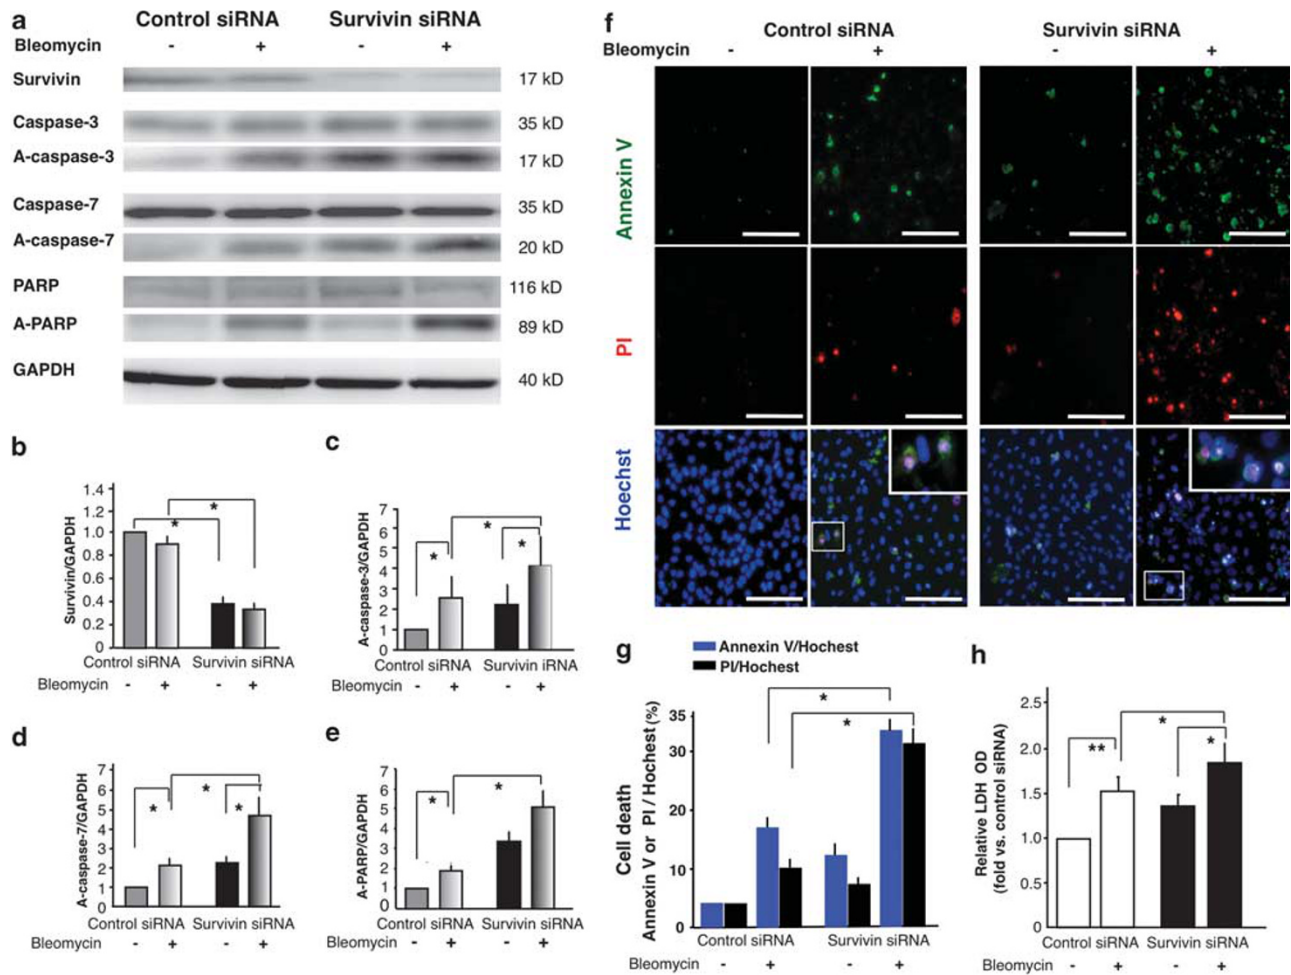 a
Control siRNA Survivin siRNA
Bleomycin - + - +
Survivin 17 kD
Caspase-3 35 kD
A-caspase-3 17 kD
Caspase-7 35 kD
A-caspase-7 20 kD
PARP 116 kD
A-PARP 89 kD
GAPDH 40 kD
b
Survivin/GAPDH
1.4
1.2
1.0
0.8
0.6
0.4
0.2
0
* *
Control siRNA Survivin siRNA
Bleomycin - + - +
c
A-caspase-3/GAPDH
7
6
5
4
3
2
1
0
* * *
Control siRNA Survivin iRNA
Bleomycin - + - +
d
A-caspase-7/GAPDH
7
6
5
4
3
2
1
0
* * *
Control siRNA Survivin siRNA
Bleomycin - + - +
e
A-PARP/GAPDH
7
6
5
4
3
2
1
0
* *
Control siRNA Survivin siRNA
Bleomycin - + - +
f
Control siRNA Survivin siRNA
Bleomycin - + - +
Annexin V
PI
Hoechst
g
Annexin V/Hochest
PI/Hochest
Cell death
Annexin V or PI / Hochest (%)
35
30
20
10
0
* *
Control siRNA Survivin siRNA
Bleomycin - + - +
h
Relative LDH OD
(fold vs. control siRNA)
2.5
2.0
1.5
1.0
0.5
0
** * *
Control siRNA Survivin siRNA
Bleomycin - + - +